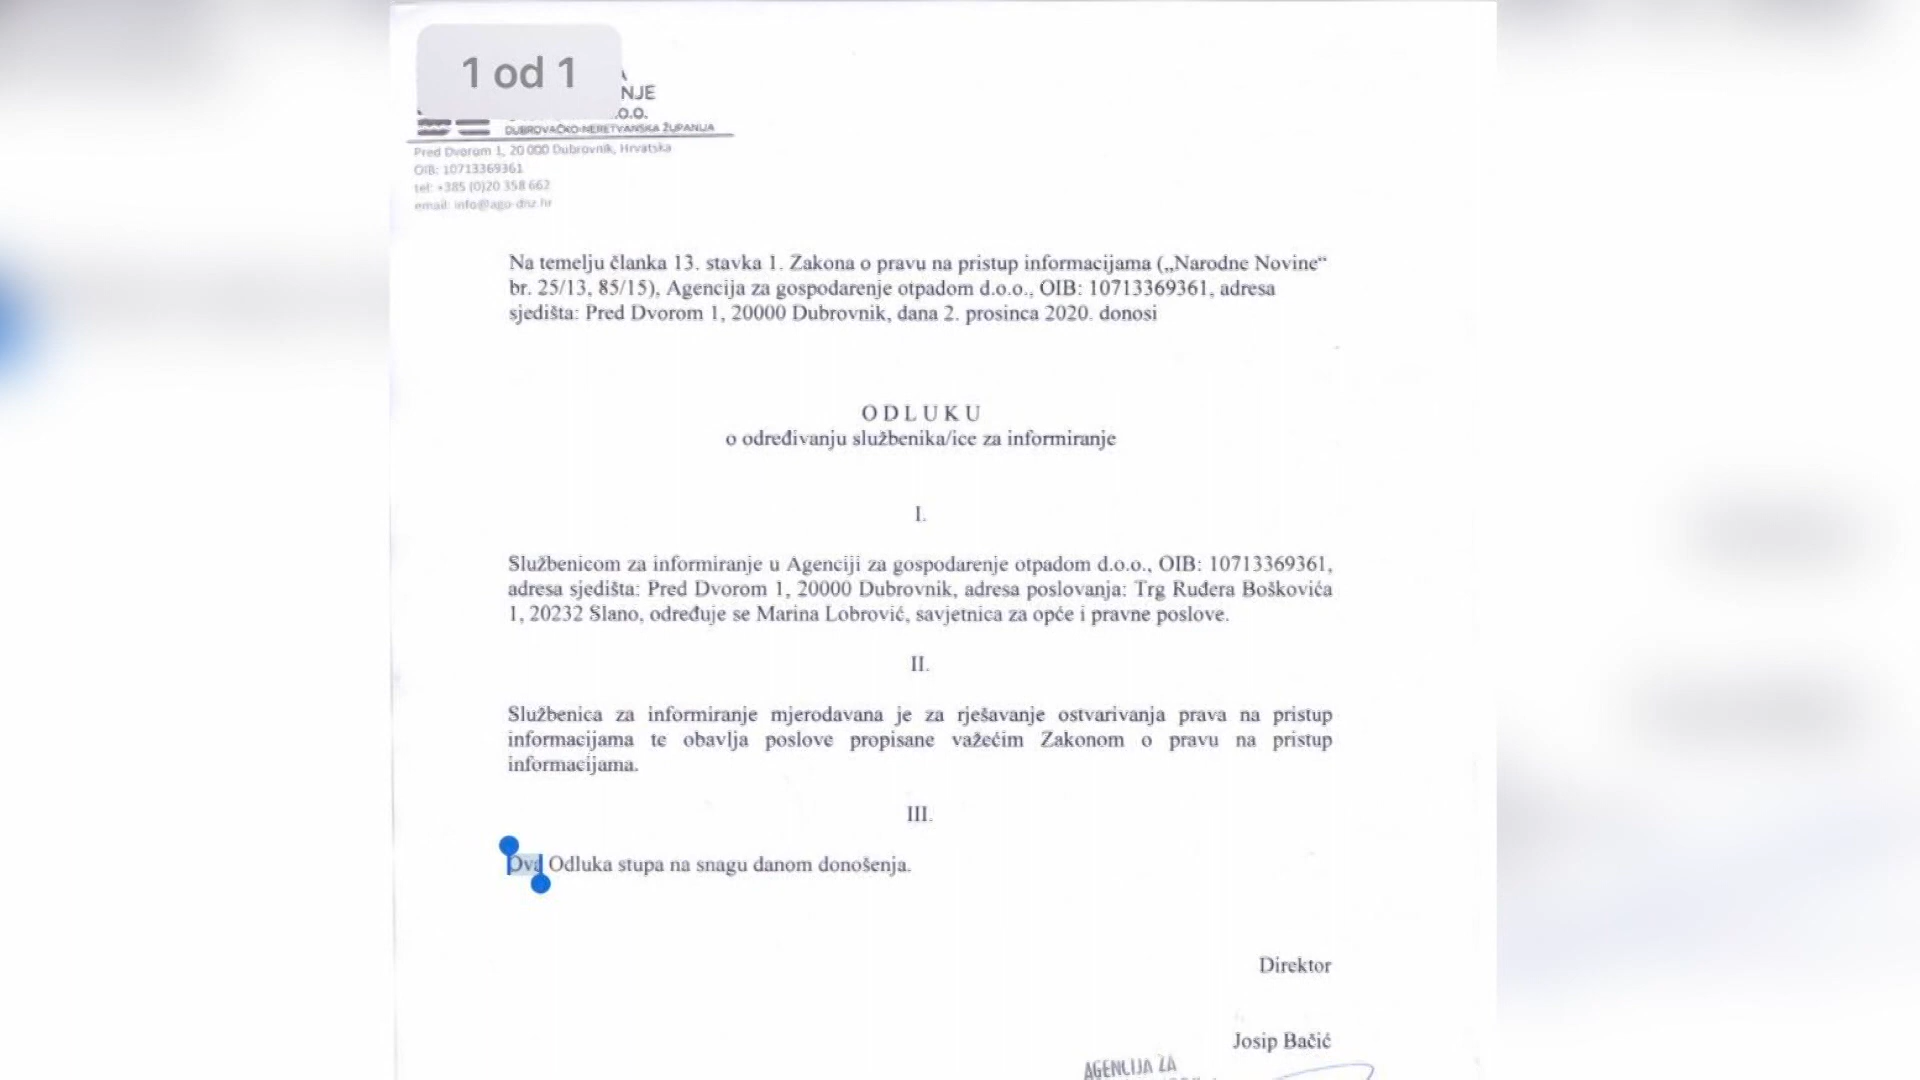 1 od 1
NJE
.O.O.
DUBROVAČKO-NERETVANSKA ŽUPANIJA
Pred Dvorom 1, 20 000 Dubrovnik, Hrvatska
OIB: 10713369361
tel: +385 (0)20 358 662
email: info@ago-dnz.hr
Na temelju članka 13. stavka 1. Zakona o pravu na pristup informacijama („Narodne Novine“
br. 25/13, 85/15), Agencija za gospodarenje otpadom d.o.o., OIB: 10713369361, adresa
sjedišta: Pred Dvorom 1, 20000 Dubrovnik, dana 2. prosinca 2020. donosi
O D L U K U
o određivanju službenika/ice za informiranje
I.
Službenicom za informiranje u Agenciji za gospodarenje otpadom d.o.o., OIB: 10713369361,
adresa sjedišta: Pred Dvorom 1, 20000 Dubrovnik, adresa poslovanja: Trg Ruđera Boškovića
1, 20232 Slano, određuje se Marina Lobrović, savjetnica za opće i pravne poslove.
II.
Službenica za informiranje mjerodavana je za rješavanje ostvarivanja prava na pristup
informacijama te obavlja poslove propisane važećim Zakonom o pravu na pristup
informacijama.
III.
Ova Odluka stupa na snagu danom donošenja.
Direktor
Josip Bačić
AGENCIJA ZA